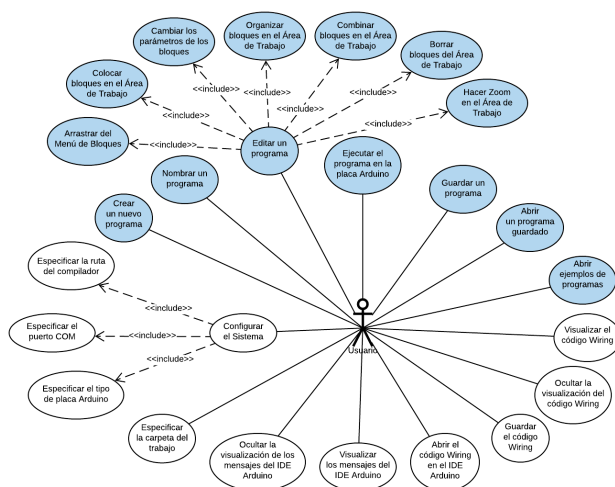 Cambiar los
parámetros de los
bloques
Organizar
bloques en el Área
de Trabajo
Combinar
bloques en el Área
de Trabajo
Borrar
bloques del Área
de Trabajo
Colocar
bloques en el Área
de Trabajo
Hacer Zoom
en el Área de
Trabajo
Arrastrar del
Menú de Bloques
<<include>>
<<include>>
<<include>>
<<include>>
<<include>>
<<include>>
<<include>>
Editar un
programa
Ejecutar el
programa en la
placa Arduino
Nombrar un
programa
Guardar un
programa
Crear
un nuevo
programa
Abrir
un programa
guardado
Abrir
ejemplos de
programas
Especificar la ruta
del compilador
<<include>>
Especificar el
puerto COM
<<include>>
Configurar
el Sistema
<<include>>
Especificar el tipo
de placa Arduino
Usuario
Visualizar el
código Wiring
Ocultar la
visualización del
código Wiring
Especificar
la carpeta del
trabajo
Ocultar la
visualización de los
mensajes del IDE
Arduino
Visualizar
los mensajes del
IDE Arduino
Abrir el
código Wiring
en el IDE
Arduino
Guardar
el código
Wiring